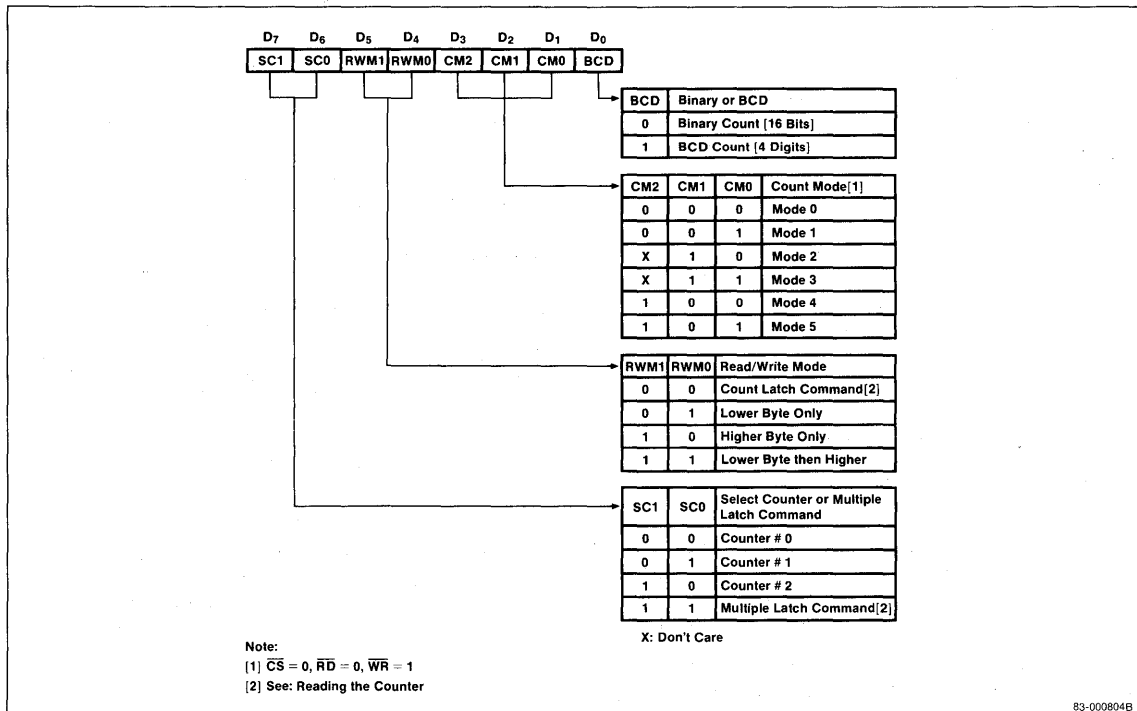 D7 D6 D5 D4 D3 D2 D1 D0
SC1 SC0 RWM1 RWM0 CM2 CM1 CM0 BCD
BCD Binary or BCD
0 Binary Count [16 Bits]
1 BCD Count [4 Digits]
CM2 CM1 CM0 Count Mode[1]
0 0 0 Mode 0
0 0 1 Mode 1
X 1 0 Mode 2
X 1 1 Mode 3
1 0 0 Mode 4
1 0 1 Mode 5
RWM1 RWM0 Read/Write Mode
0 0 Count Latch Command[2]
0 1 Lower Byte Only
1 0 Higher Byte Only
1 1 Lower Byte then Higher
SC1 SC0 Select Counter or Multiple
Latch Command
0 0 Counter # 0
0 1 Counter # 1
1 0 Counter # 2
1 1 Multiple Latch Command[2]
X: Don't Care
Note:
[1] C̅S̅ = 0, R̅D̅ = 0, W̅R̅ = 1
[2] See: Reading the Counter
83-000804B